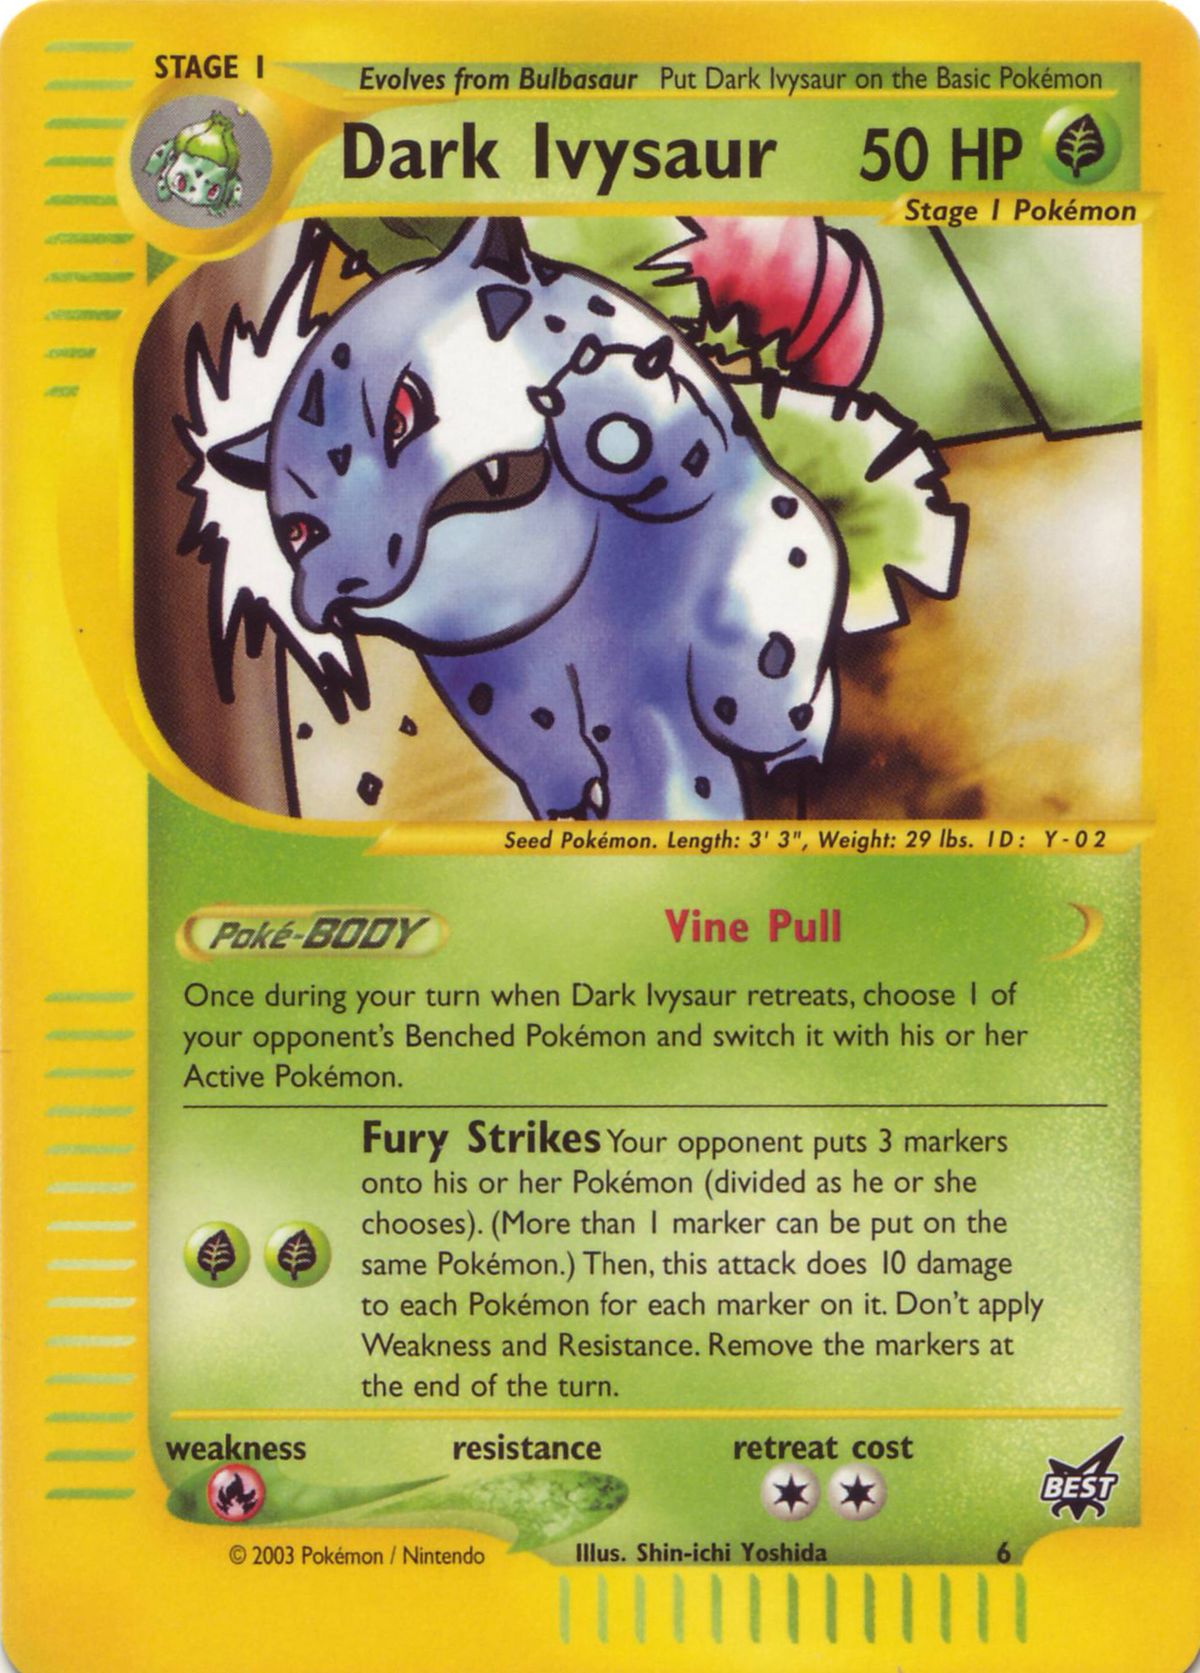 STAGE 1
Evolves from Bulbasaur Put Dark Ivysaur on the Basic Pokémon
Dark Ivysaur 50 HP
Stage 1 Pokémon
Seed Pokémon. Length: 3' 3", Weight: 29 lbs. ID: Y-02
Poké-BODY Vine Pull
Once during your turn when Dark Ivysaur retreats, choose 1 of
your opponent's Benched Pokémon and switch it with his or her
Active Pokémon.
Fury Strikes Your opponent puts 3 markers
onto his or her Pokémon (divided as he or she
chooses). (More than 1 marker can be put on the
same Pokémon.) Then, this attack does 10 damage
to each Pokémon for each marker on it. Don't apply
Weakness and Resistance. Remove the markers at
the end of the turn.
weakness resistance retreat cost
BEST
© 2003 Pokémon / Nintendo Illus. Shin-ichi Yoshida 6